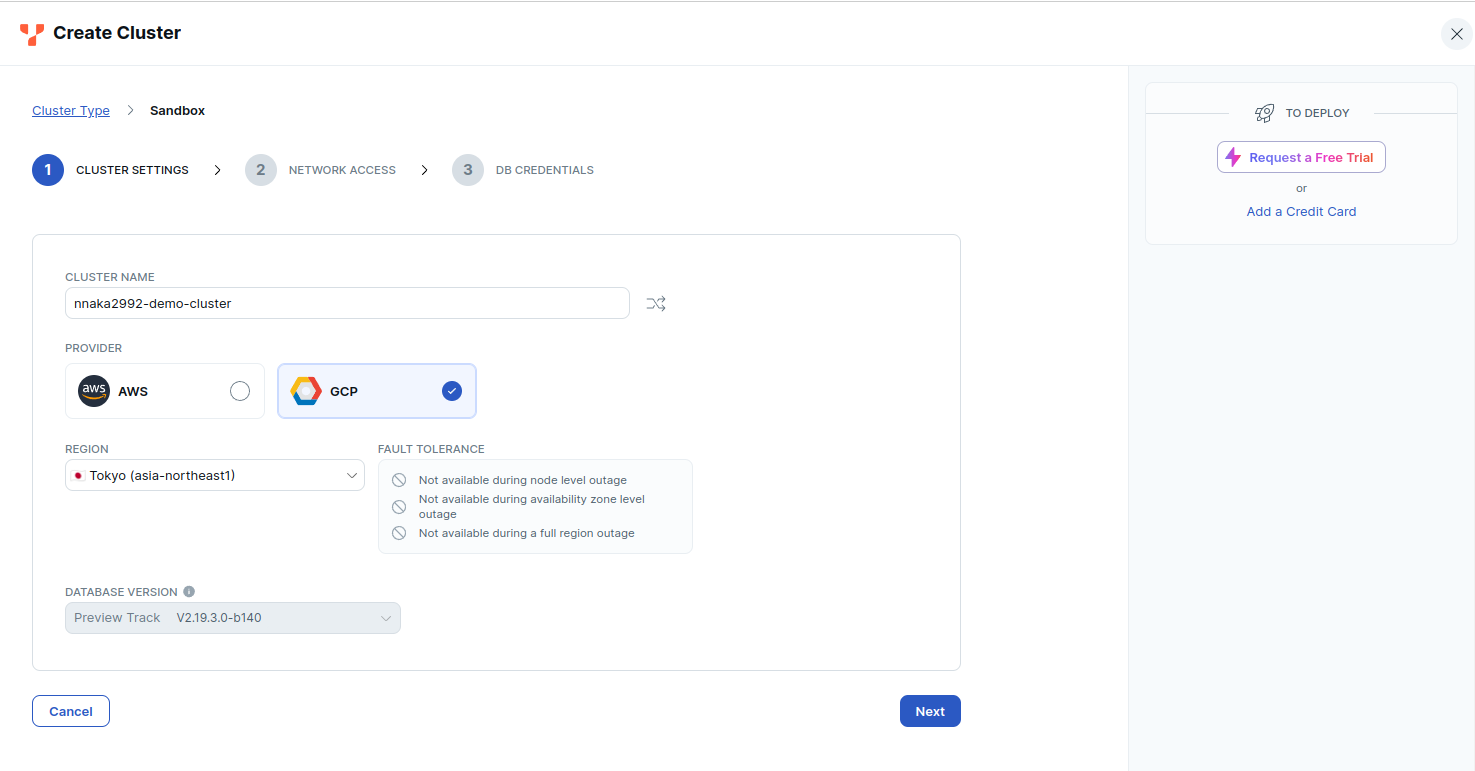 Create Cluster
Cluster Type > Sandbox
1 CLUSTER SETTINGS > 2 NETWORK ACCESS > 3 DB CREDENTIALS
CLUSTER NAME
nnaka2992-demo-cluster
PROVIDER
aws AWS
GCP
REGION
Tokyo (asia-northeast1)
FAULT TOLERANCE
Not available during node level outage
Not available during availability zone level
outage
Not available during a full region outage
DATABASE VERSION
Preview Track V2.19.3.0-b140
Cancel
Next
TO DEPLOY
Request a Free Trial
or
Add a Credit Card